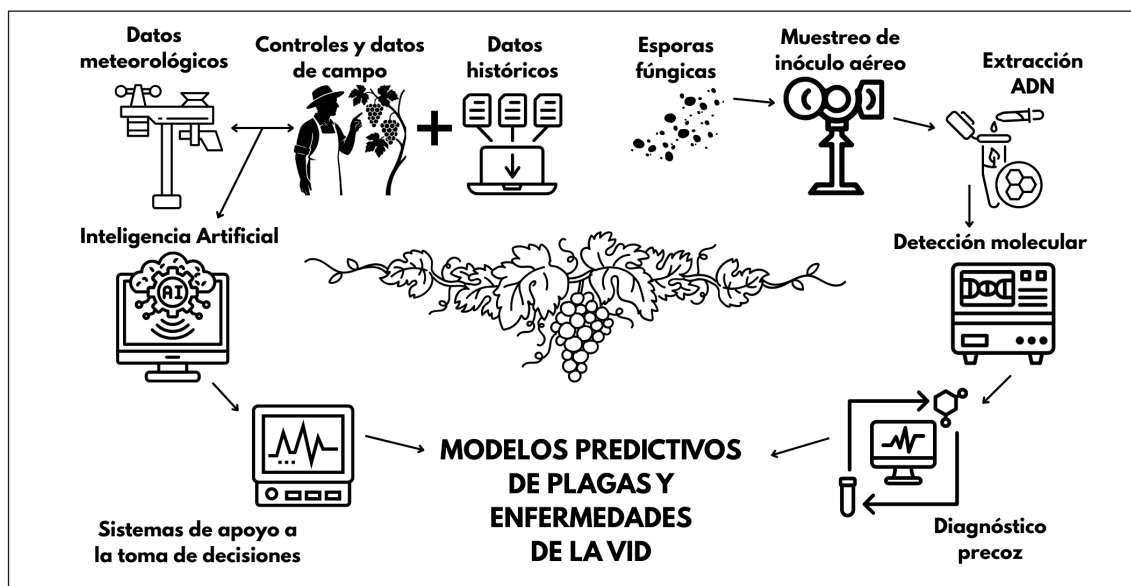 Datos
meteorológicos
Controles y datos
de campo
Datos
históricos
Esporas
fúngicas
Muestreo de
inóculo aéreo
Extracción
ADN
Inteligencia Artificial
AI
Detección molecular
Sistemas de apoyo a
la toma de decisiones
MODELOS PREDICTIVOS
DE PLAGAS Y
ENFERMEDADES
DE LA VID
Diagnóstico
precoz